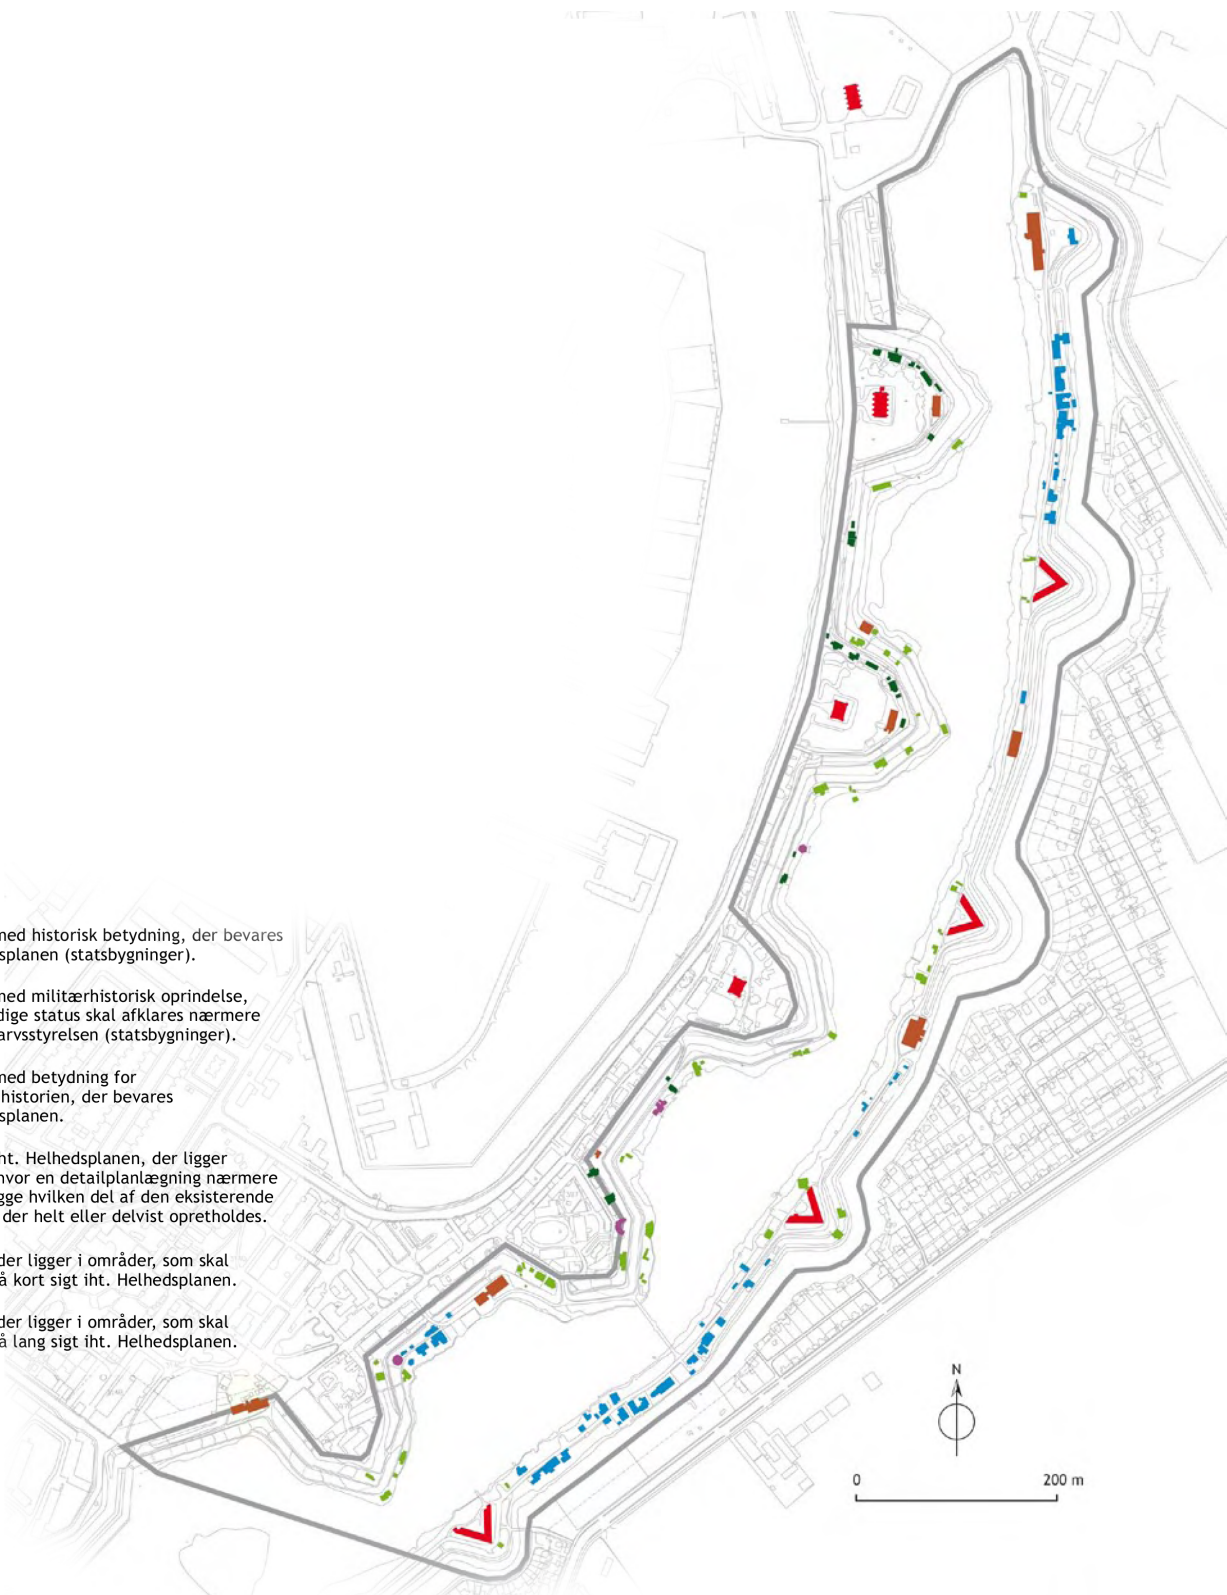 med historisk betydning, der bevares
splanen (statsbygninger).
med militærhistorisk oprindelse,
dige status skal afklares nærmere
arvsstyrelsen (statsbygninger).
med betydning for
historien, der bevares
splanen.
ht. Helhedsplanen, der ligger
hvor en detailplanlægning nærmere
gge hvilken del af den eksisterende
der helt eller delvist opretholdes.
der ligger i områder, som skal
å kort sigt iht. Helhedsplanen.
der ligger i områder, som skal
å lang sigt iht. Helhedsplanen.
N
0 200 m